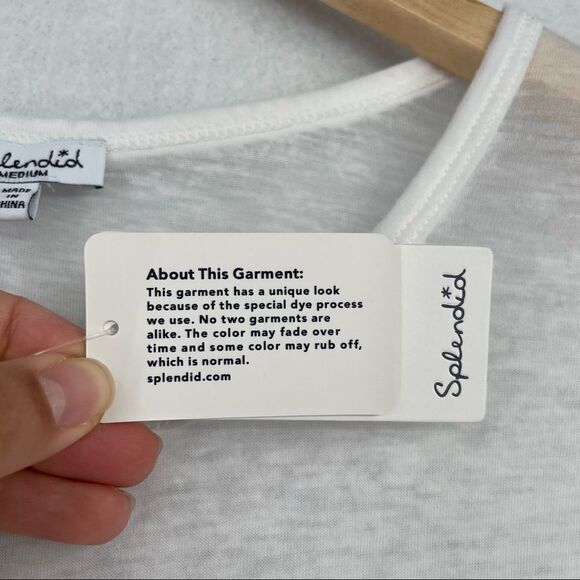 MEDIUM
MADE
IN
About This Garment:
This garment has a unique look
because of the special dye process
we use. No two garments are
alike. The color may fade over
time and some color may rub off,
which is normal.
splendid.com
Splendid